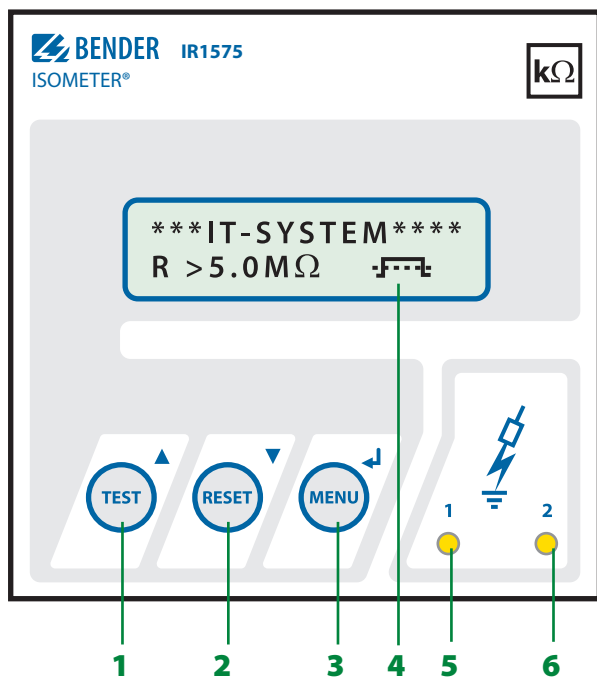 BENDER IR1575
ISOMETER®
kΩ
***IT-SYSTEM****
R >5.0MΩ
TEST ▲
RESET ▼
MENU ↲
1 2
1 2 3 4 5 6